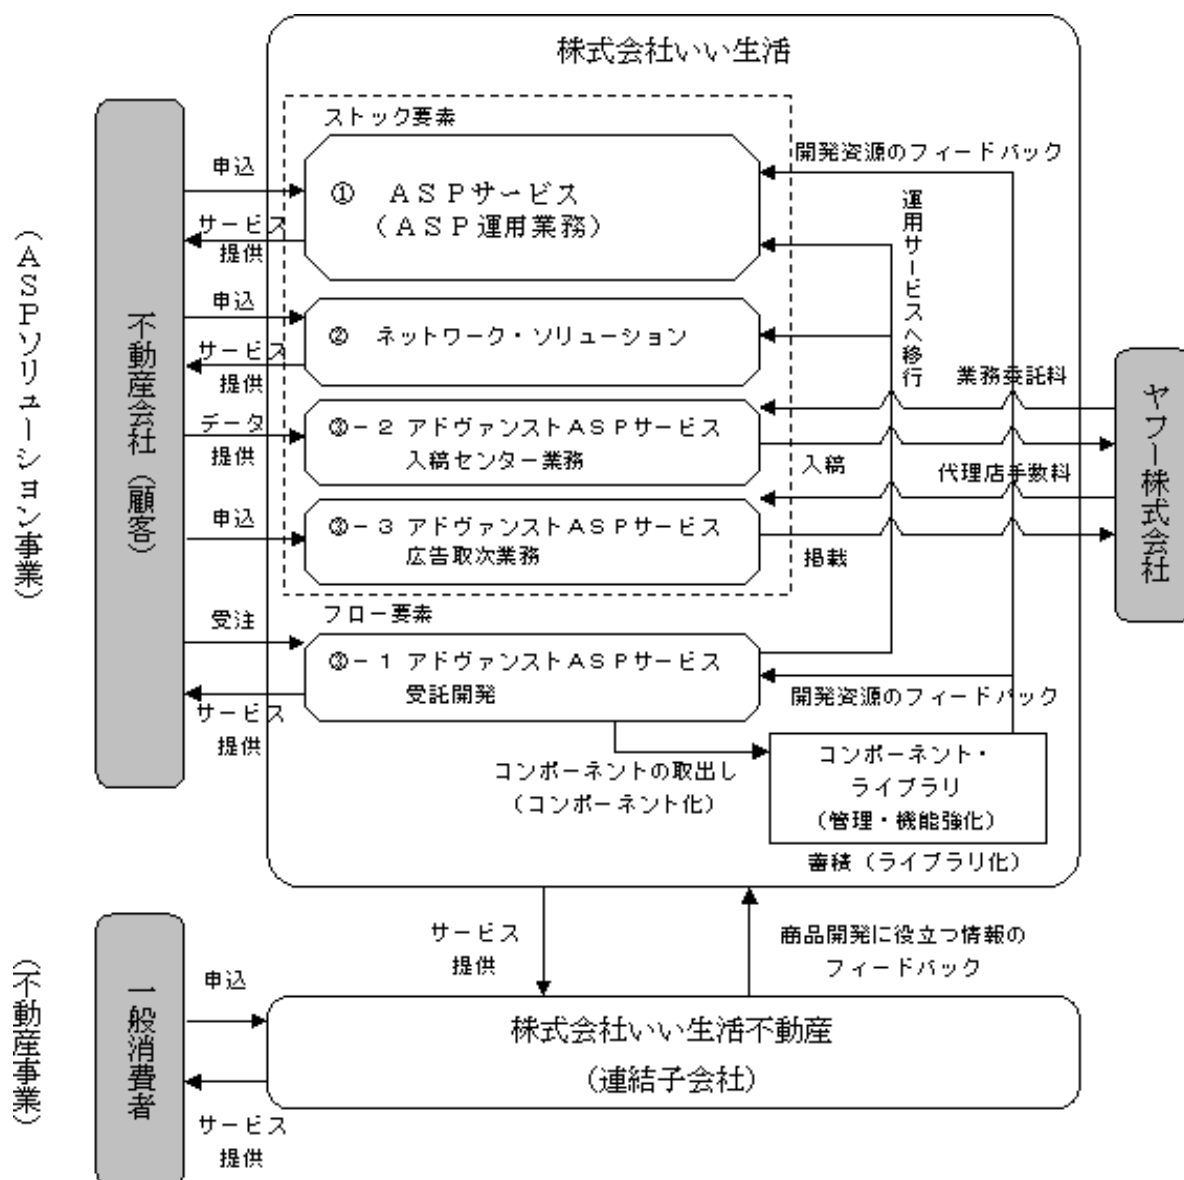 株式会社いい生活
ストック要素
申込
① ASPサービス
(ASP運用業務)
サービス
提供
開発資源のフィードバック
運用サービスへ移行
申込
② ネットワーク・ソリューション
サービス
提供
業務委託料
データ
提供
③-2 アドヴァンストASPサービス
入稿センター業務
入稿
代理店手数料
申込
③-3 アドヴァンストASPサービス
広告取次業務
掲載
フロー要素
受注
③-1 アドヴァンストASPサービス
受託開発
サービス
提供
開発資源のフィードバック
コンポーネントの取出し
(コンポーネント化)
コンポーネント・
ライブラリ
(管理・機能強化)
蓄積(ライブラリ化)
(ASPソリューション事業)
不動産会社(顧客)
ヤフー株式会社
サービス
提供
商品開発に役立つ情報の
フィードバック
(不動産事業)
一般消費者
申込
サービス
提供
株式会社いい生活不動産
(連結子会社)